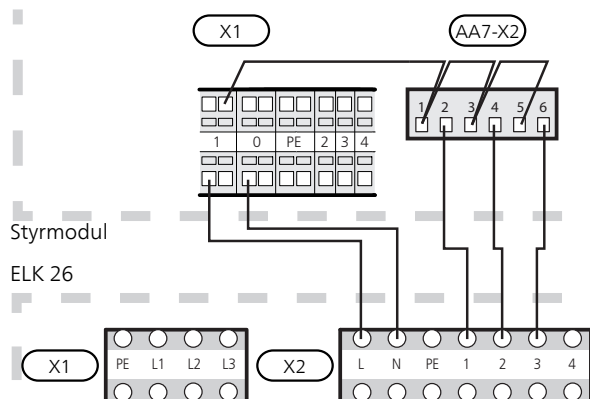 X1 AA7-X2
1 2 3 4 5 6
1 0 PE 2 3 4
Styrmodul
ELK 26
X1 PE L1 L2 L3 X2 L N PE 1 2 3 4